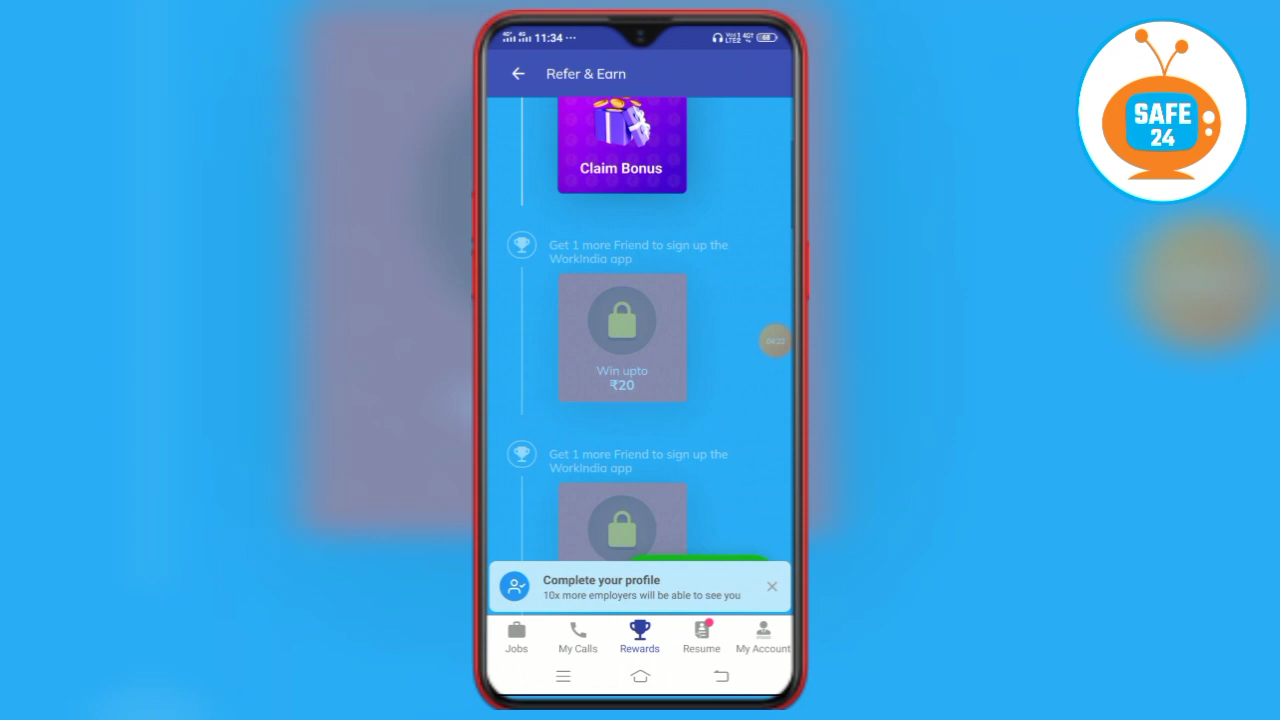 11:34 ...
Refer & Earn
Claim Bonus
Get 1 more Friend to sign up the
WorkIndia app
Win upto
₹20
Get 1 more Friend to sign up the
WorkIndia app
Complete your profile
10x more employers will be able to see you
Jobs
My Calls
Rewards
Resume
My Account
SAFE
24